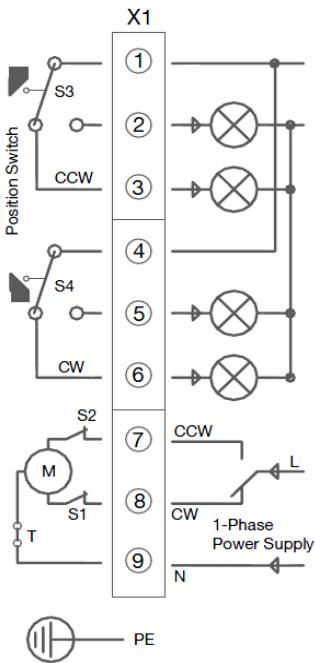 X1
1
S3
Position Switch
2
CCW
3
4
S4
5
CW
6
S2
7
CCW
M
L
S1
8
CW
1-Phase
Power Supply
T
9
N
PE